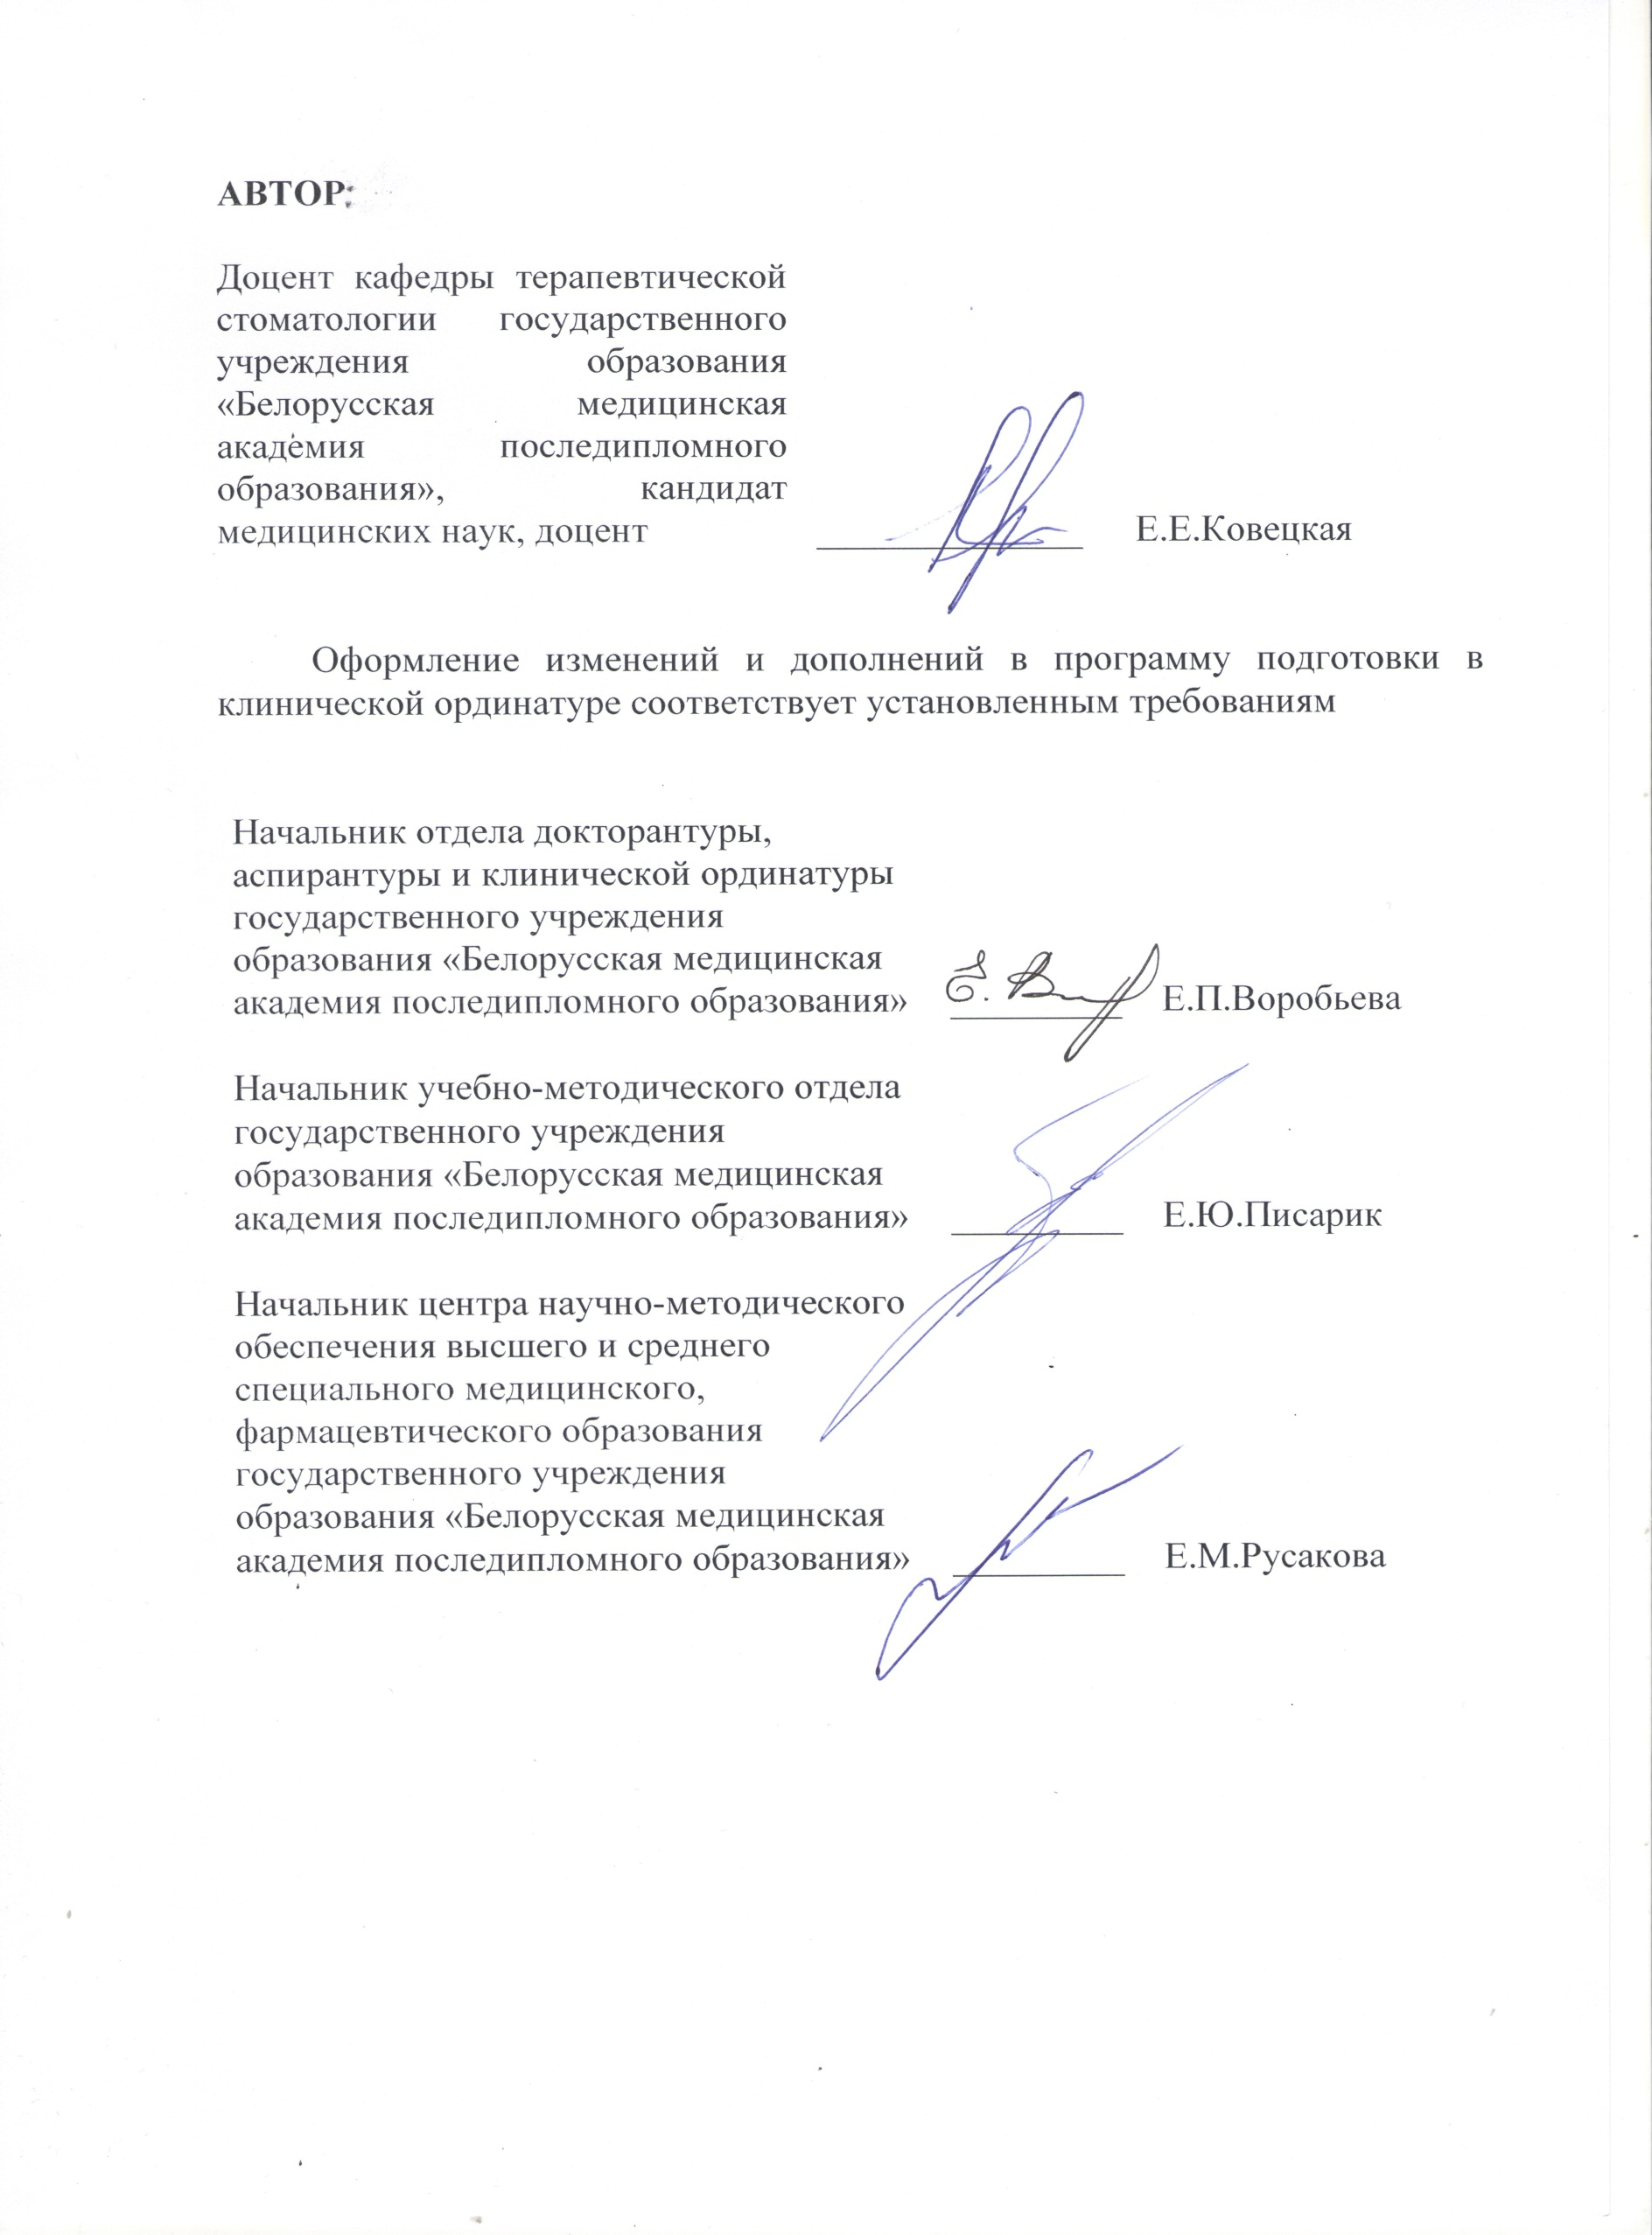 АВТОР:
Доцент кафедры терапевтической
стоматологии государственного
учреждения образования
«Белорусская медицинская
академия последипломного
образования», кандидат
медицинских наук, доцент Е.Е.Ковецкая
Оформление изменений и дополнений в программу подготовки в
клинической ординатуре соответствует установленным требованиям
Начальник отдела докторантуры,
аспирантуры и клинической ординатуры
государственного учреждения
образования «Белорусская медицинская
академия последипломного образования» Е.П.Воробьева
Начальник учебно-методического отдела
государственного учреждения
образования «Белорусская медицинская
академия последипломного образования» Е.Ю.Писарик
Начальник центра научно-методического
обеспечения высшего и среднего
специального медицинского,
фармацевтического образования
государственного учреждения
образования «Белорусская медицинская
академия последипломного образования» Е.М.Русакова